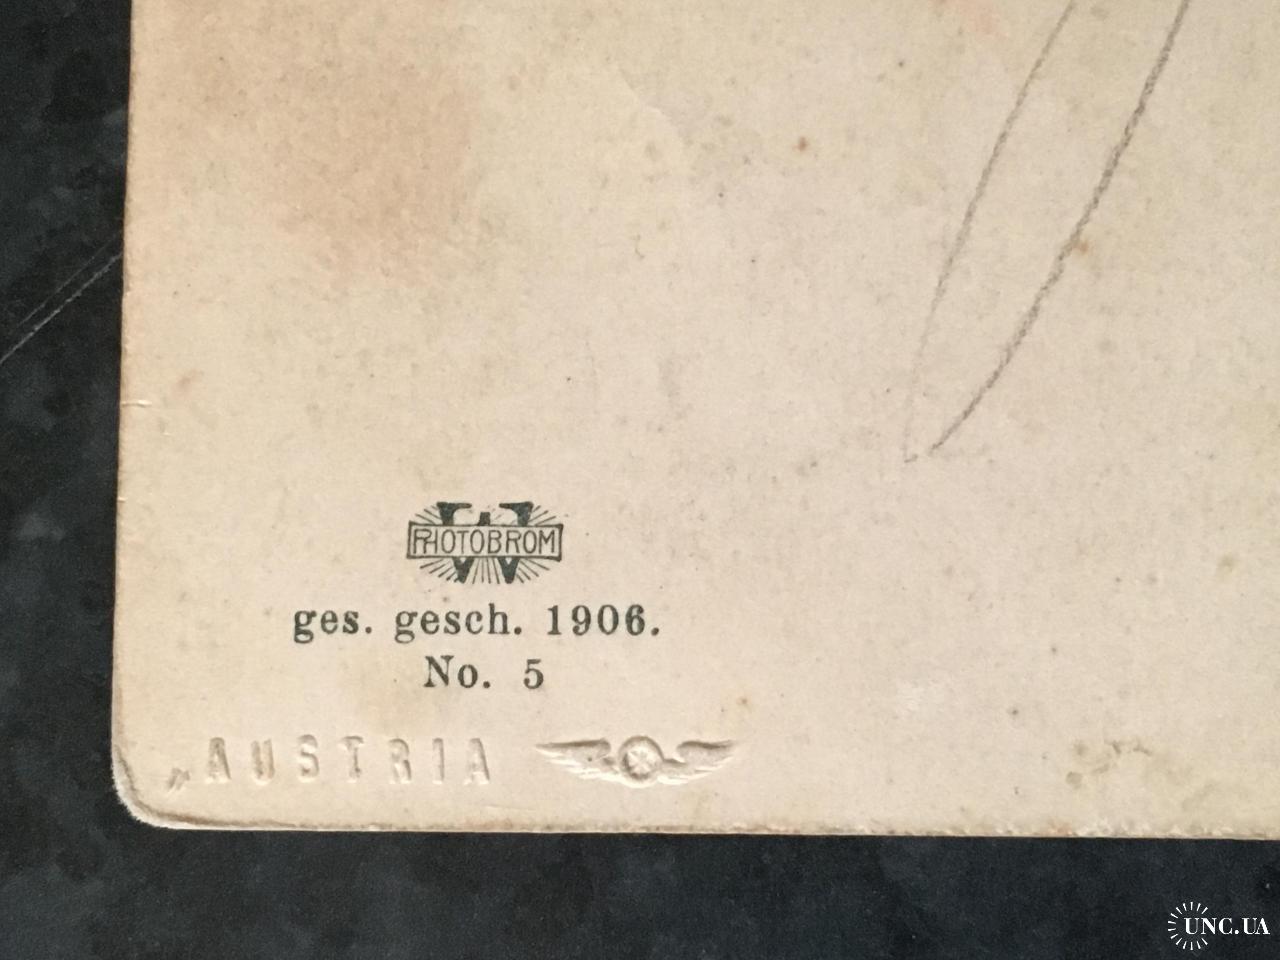 W
PHOTOBROM
ges. gesch. 1906.
No. 5
„AUSTRIA
UNC.UA